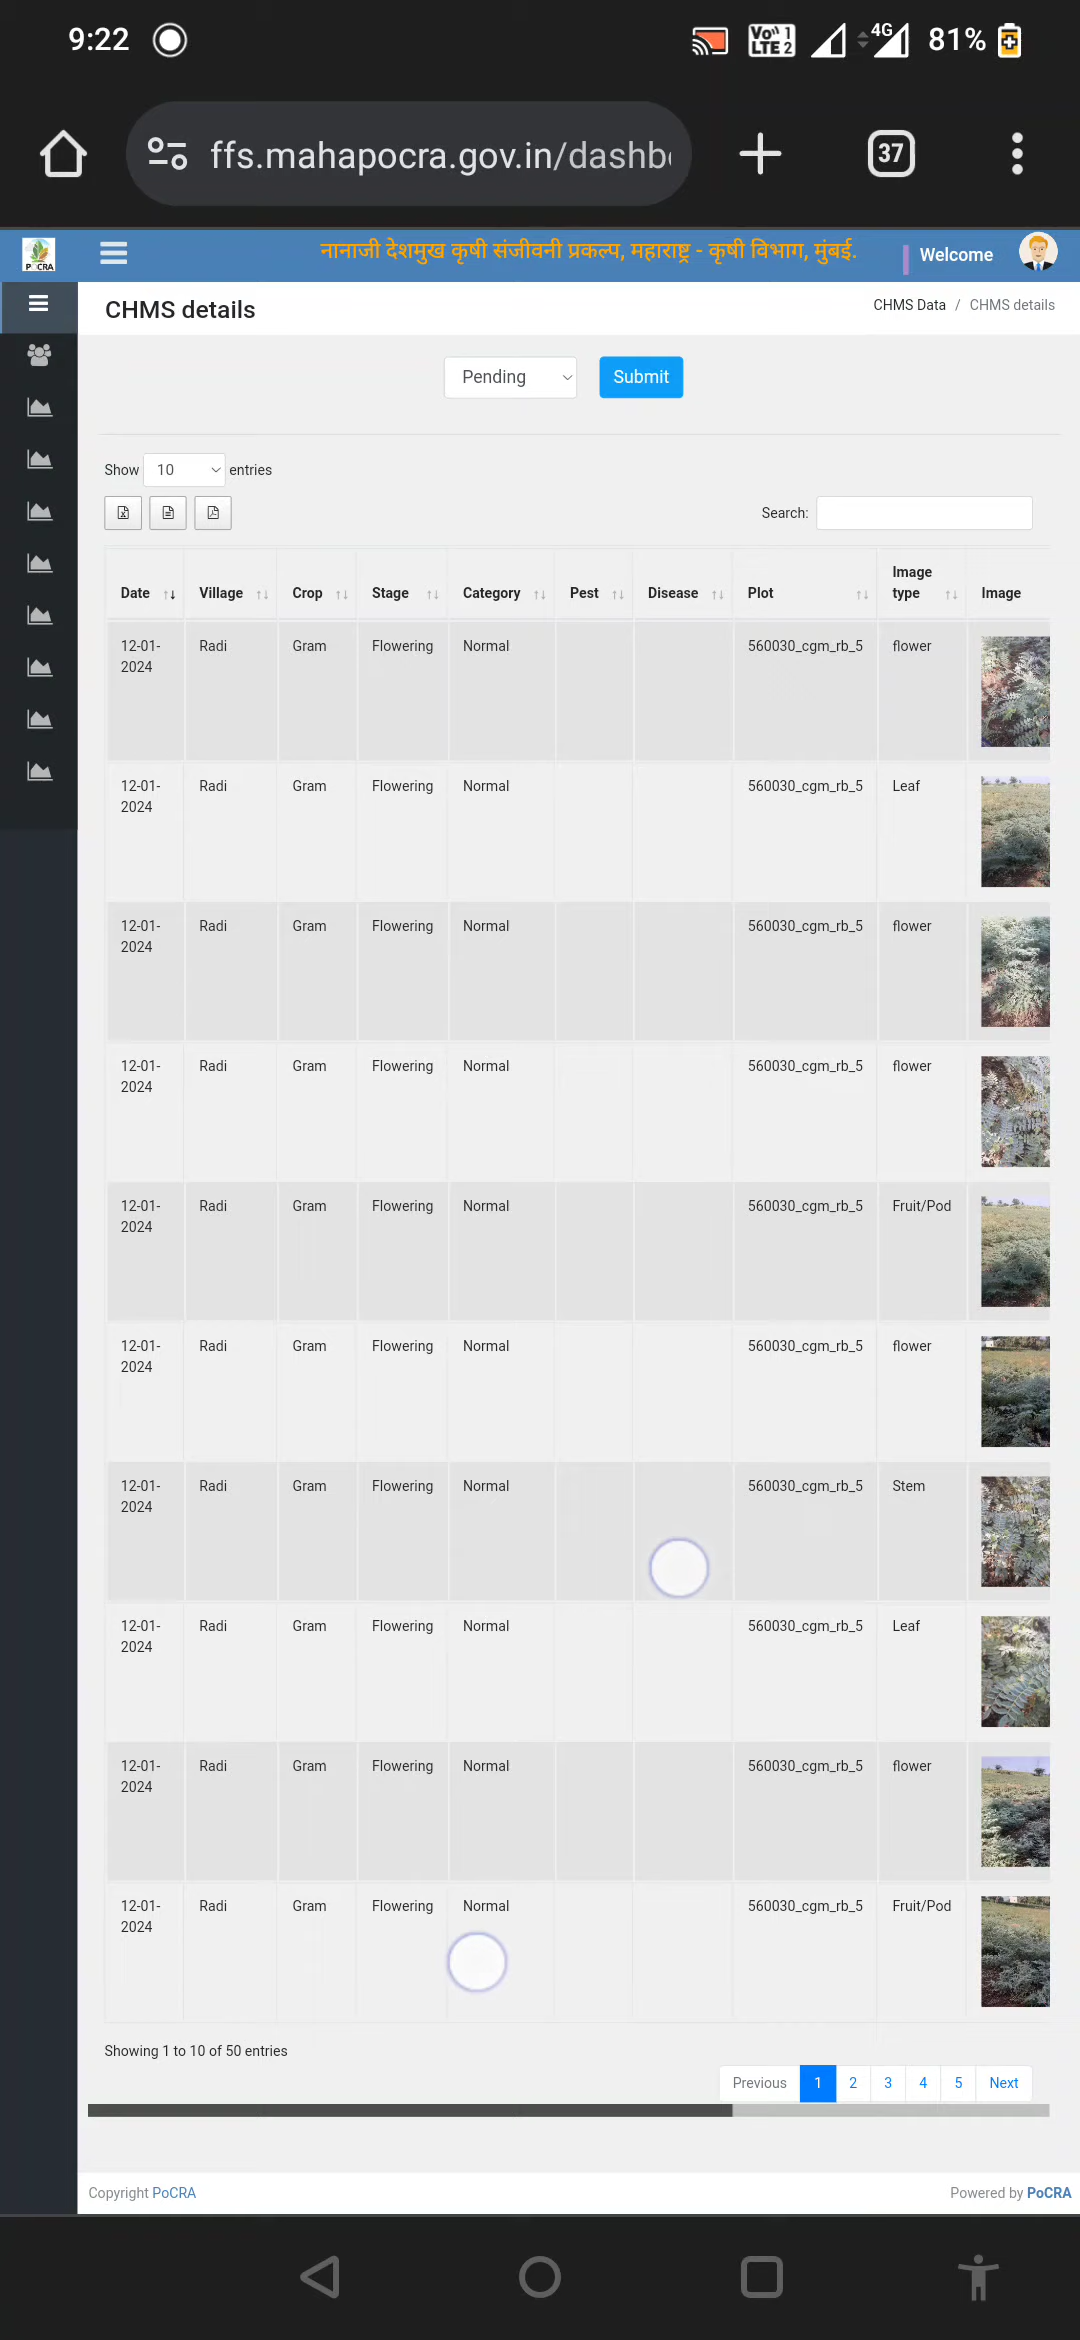 9:22 Vo)) 1 LTE 2 4G 81%
ffs.mahapocra.gov.in/dashb 37
PoCRA नानाजी देशमुख कृषी संजीवनी प्रकल्प, महाराष्ट्र - कृषी विभाग, मुंबई. Welcome
CHMS details CHMS Data / CHMS details
Pending Submit
Show 10 entries
Search:
Date Village Crop Stage Category Pest Disease Plot Image type Image
12-01-2024 Radi Gram Flowering Normal 560030_cgm_rb_5 flower
12-01-2024 Radi Gram Flowering Normal 560030_cgm_rb_5 Leaf
12-01-2024 Radi Gram Flowering Normal 560030_cgm_rb_5 flower
12-01-2024 Radi Gram Flowering Normal 560030_cgm_rb_5 flower
12-01-2024 Radi Gram Flowering Normal 560030_cgm_rb_5 Fruit/Pod
12-01-2024 Radi Gram Flowering Normal 560030_cgm_rb_5 flower
12-01-2024 Radi Gram Flowering Normal 560030_cgm_rb_5 Stem
12-01-2024 Radi Gram Flowering Normal 560030_cgm_rb_5 Leaf
12-01-2024 Radi Gram Flowering Normal 560030_cgm_rb_5 flower
12-01-2024 Radi Gram Flowering Normal 560030_cgm_rb_5 Fruit/Pod
Showing 1 to 10 of 50 entries
Previous 1 2 3 4 5 Next
Copyright PoCRA Powered by PoCRA